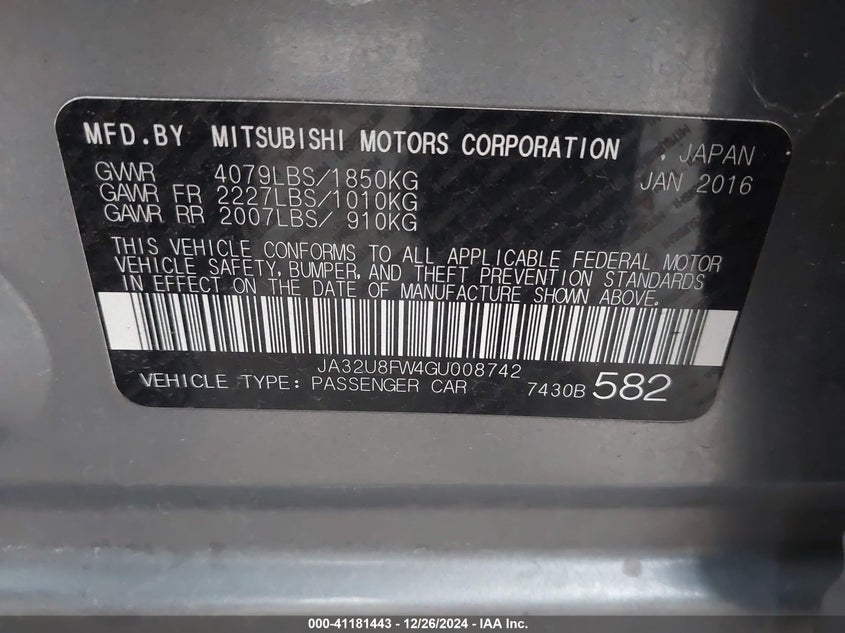 MFD.BY MITSUBISHI MOTORS CORPORATION , JAPAN
GVWR 4079LBS/1850KG JAN 2016
GAWR FR 2227LBS/1010KG
GAWR RR 2007LBS/ 910KG
THIS VEHICLE CONFORMS TO ALL APPLICABLE FEDERAL MOTOR
VEHICLE SAFETY, BUMPER, AND THEFT PREVENTION STANDARDS
IN EFFECT ON THE DATE OF MANUFACTURE SHOWN ABOVE.
JA32U8FW4GU008742
VEHICLE TYPE: PASSENGER CAR 7430B 582
000-41181443 - 12/26/2024 - IAA Inc.